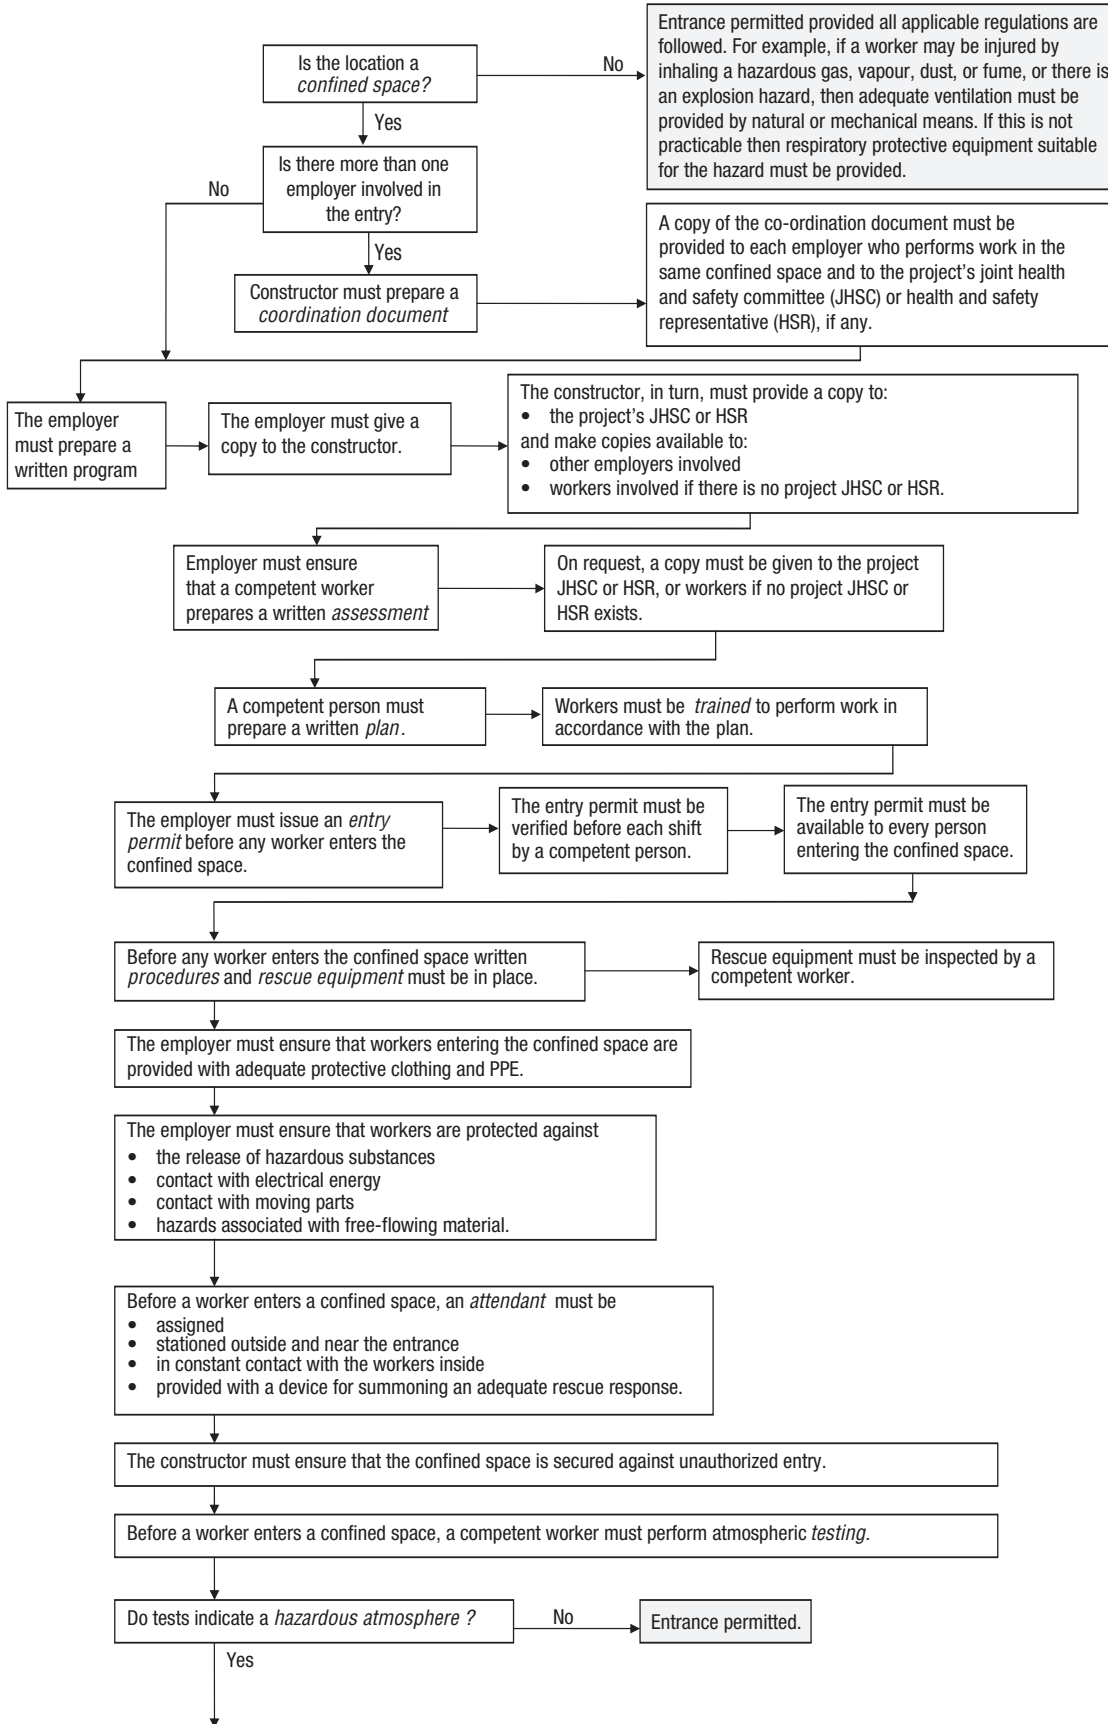 Is the location a
confined space?
No
Entrance permitted provided all applicable regulations are
followed. For example, if a worker may be injured by
inhaling a hazardous gas, vapour, dust, or fume, or there is
an explosion hazard, then adequate ventilation must be
provided by natural or mechanical means. If this is not
practicable then respiratory protective equipment suitable
for the hazard must be provided.
Yes
Is there more than one
employer involved in
the entry?
No
Yes
Constructor must prepare a
coordination document
A copy of the co-ordination document must be
provided to each employer who performs work in the
same confined space and to the project's joint health
and safety committee (JHSC) or health and safety
representative (HSR), if any.
The employer
must prepare a
written program
The employer must give a
copy to the constructor.
The constructor, in turn, must provide a copy to:
• the project's JHSC or HSR
and make copies available to:
• other employers involved
• workers involved if there is no project JHSC or HSR.
Employer must ensure
that a competent worker
prepares a written assessment
On request, a copy must be given to the project
JHSC or HSR, or workers if no project JHSC or
HSR exists.
A competent person must
prepare a written plan.
Workers must be trained to perform work in
accordance with the plan.
The employer must issue an entry
permit before any worker enters the
confined space.
The entry permit must be
verified before each shift
by a competent person.
The entry permit must be
available to every person
entering the confined space.
Before any worker enters the confined space written
procedures and rescue equipment must be in place.
Rescue equipment must be inspected by a
competent worker.
The employer must ensure that workers entering the confined space are
provided with adequate protective clothing and PPE.
The employer must ensure that workers are protected against
• the release of hazardous substances
• contact with electrical energy
• contact with moving parts
• hazards associated with free-flowing material.
Before a worker enters a confined space, an attendant must be
• assigned
• stationed outside and near the entrance
• in constant contact with the workers inside
• provided with a device for summoning an adequate rescue response.
The constructor must ensure that the confined space is secured against unauthorized entry.
Before a worker enters a confined space, a competent worker must perform atmospheric testing.
Do tests indicate a hazardous atmosphere ?
No
Entrance permitted.
Yes